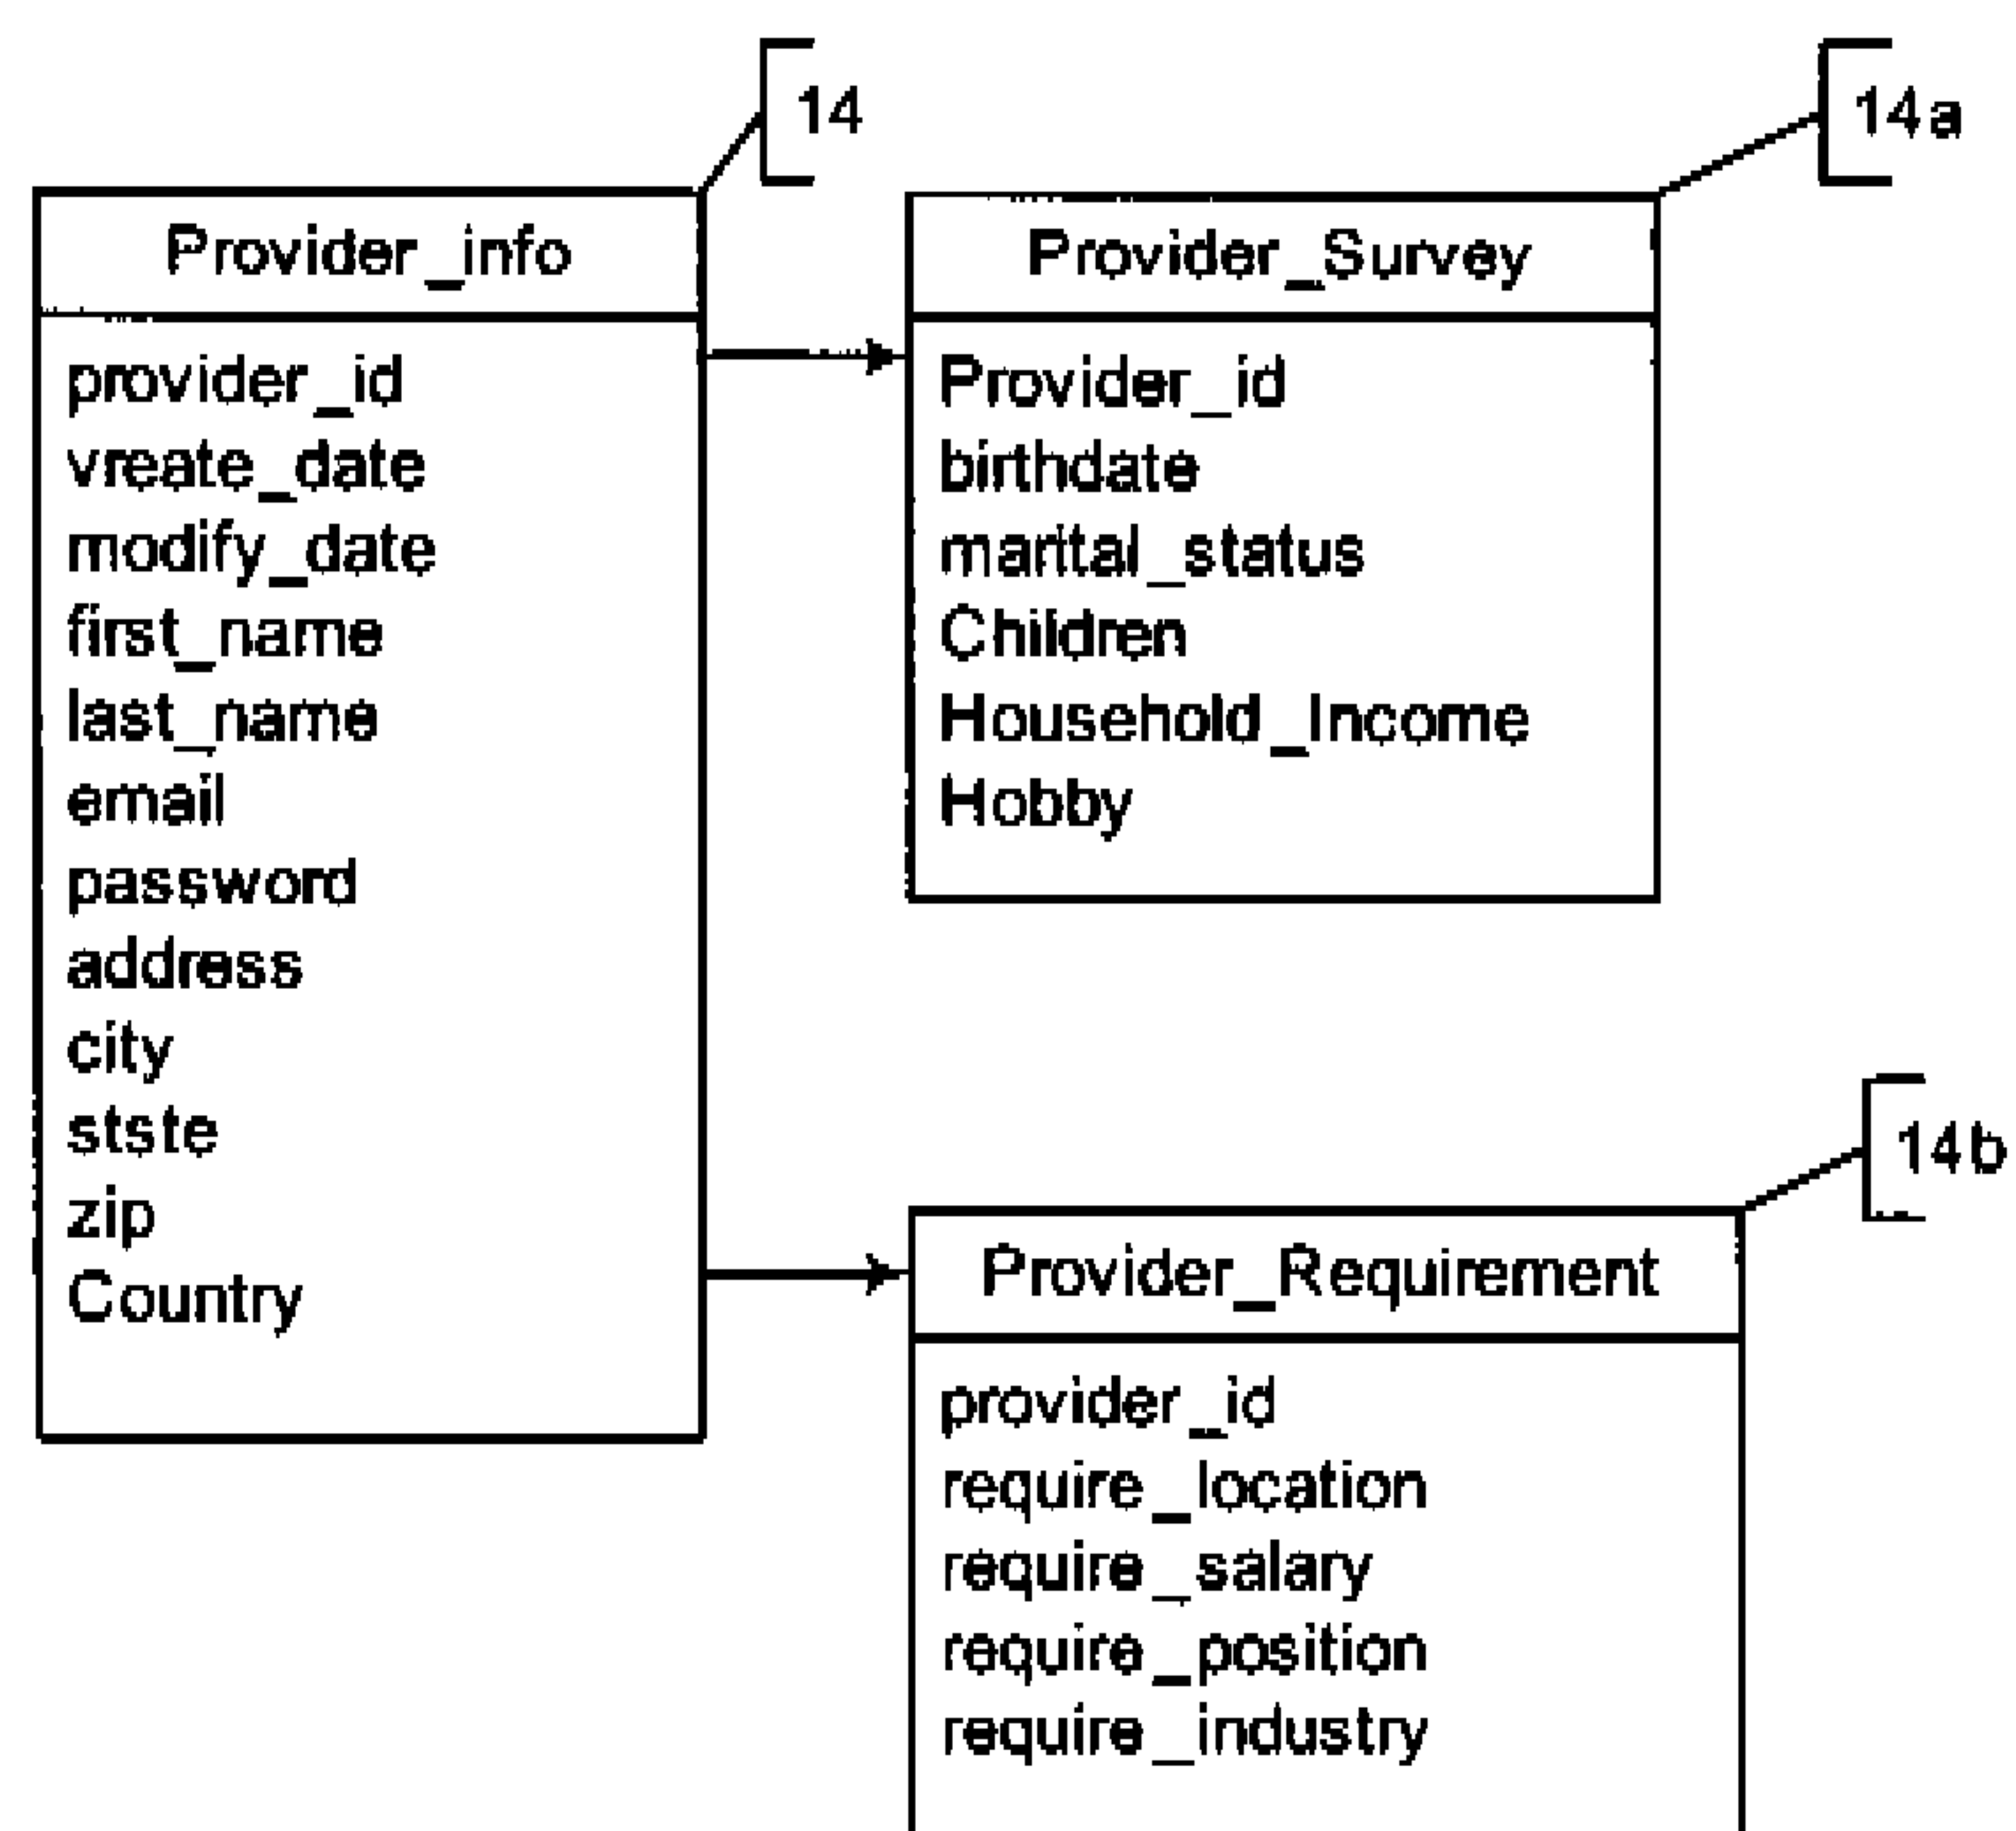 14
Provider_info
provider_id
vreate_date
modify_date
first_name
last_name
email
password
address
city
stste
zip
Country
14a
Provider_Survey
Provider_id
birthdate
marital_status
Children
Household_Income
Hobby
14b
Provider_Requirement
provider_id
require_location
require_salary
require_position
require_industry